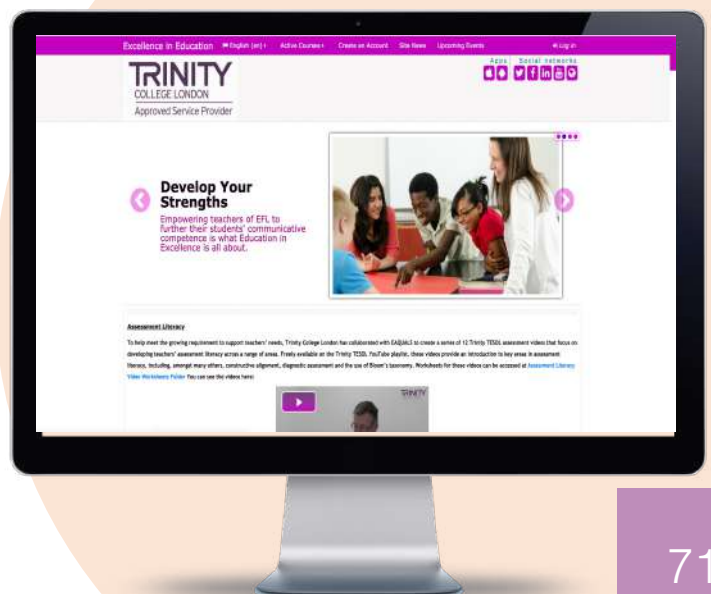 Excellence in Education English (en) Active Courses Create an Account Site News Upcoming Events Log in
Apps Social networks
TRINITY
COLLEGE LONDON
Approved Service Provider
Develop Your
Strengths
Empowering teachers of EFL to
further their students' communicative
competence is what Education in
Excellence is all about.
Assessment Literacy
To help meet the growing requirement to support teachers' needs, Trinity College London has collaborated with EAQUALS to create a series of 12 Trinity TESOL assessment videos that focus on
developing teachers' assessment literacy across a range of areas. Freely available on the Trinity TESOL YouTube playlist, these videos provide an introduction to key areas in assessment
literacy, including, amongst many others, constructive alignment, diagnostic assessment and the use of Bloom's taxonomy. Worksheets for these videos can be accessed at Assessment Literacy
Video Worksheets Folder You can see the videos here:
TRINITY
71